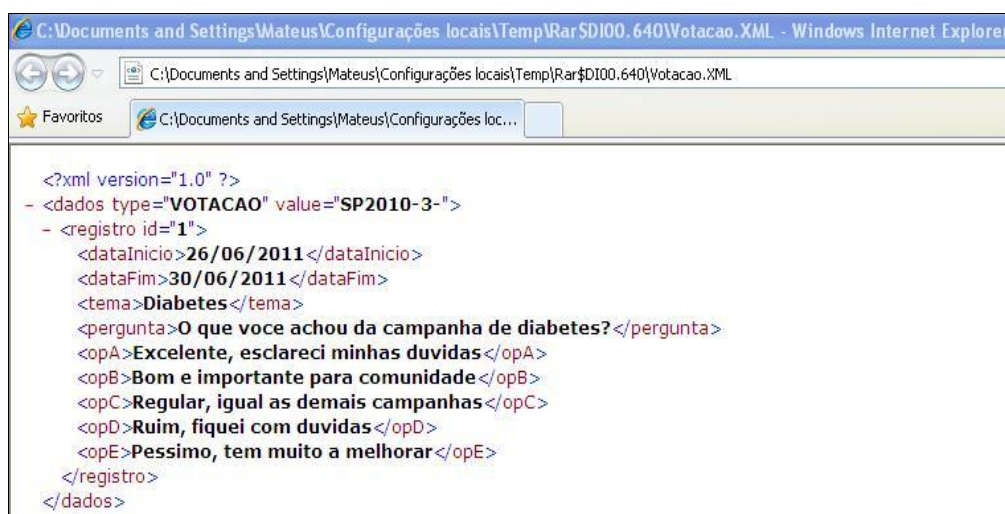 C:\Documents and Settings\Mateus\Configurações locais\Temp\Rar$DI00.640\Votacao.XML - Windows Internet Explorer
C:\Documents and Settings\Mateus\Configurações locais\Temp\Rar$DI00.640\Votacao.XML
Favoritos C:\Documents and Settings\Mateus\Configurações loc...
<?xml version="1.0" ?>
- <dados type="VOTACAO" value="SP2010-3-">
- <registro id="1">
<dataInicio>26/06/2011</dataInicio>
<dataFim>30/06/2011</dataFim>
<tema>Diabetes</tema>
<pergunta>O que voce achou da campanha de diabetes?</pergunta>
<opA>Excelente, esclareci minhas duvidas</opA>
<opB>Bom e importante para comunidade</opB>
<opC>Regular, igual as demais campanhas</opC>
<opD>Ruim, fiquei com duvidas</opD>
<opE>Pessimo, tem muito a melhorar</opE>
</registro>
</dados>